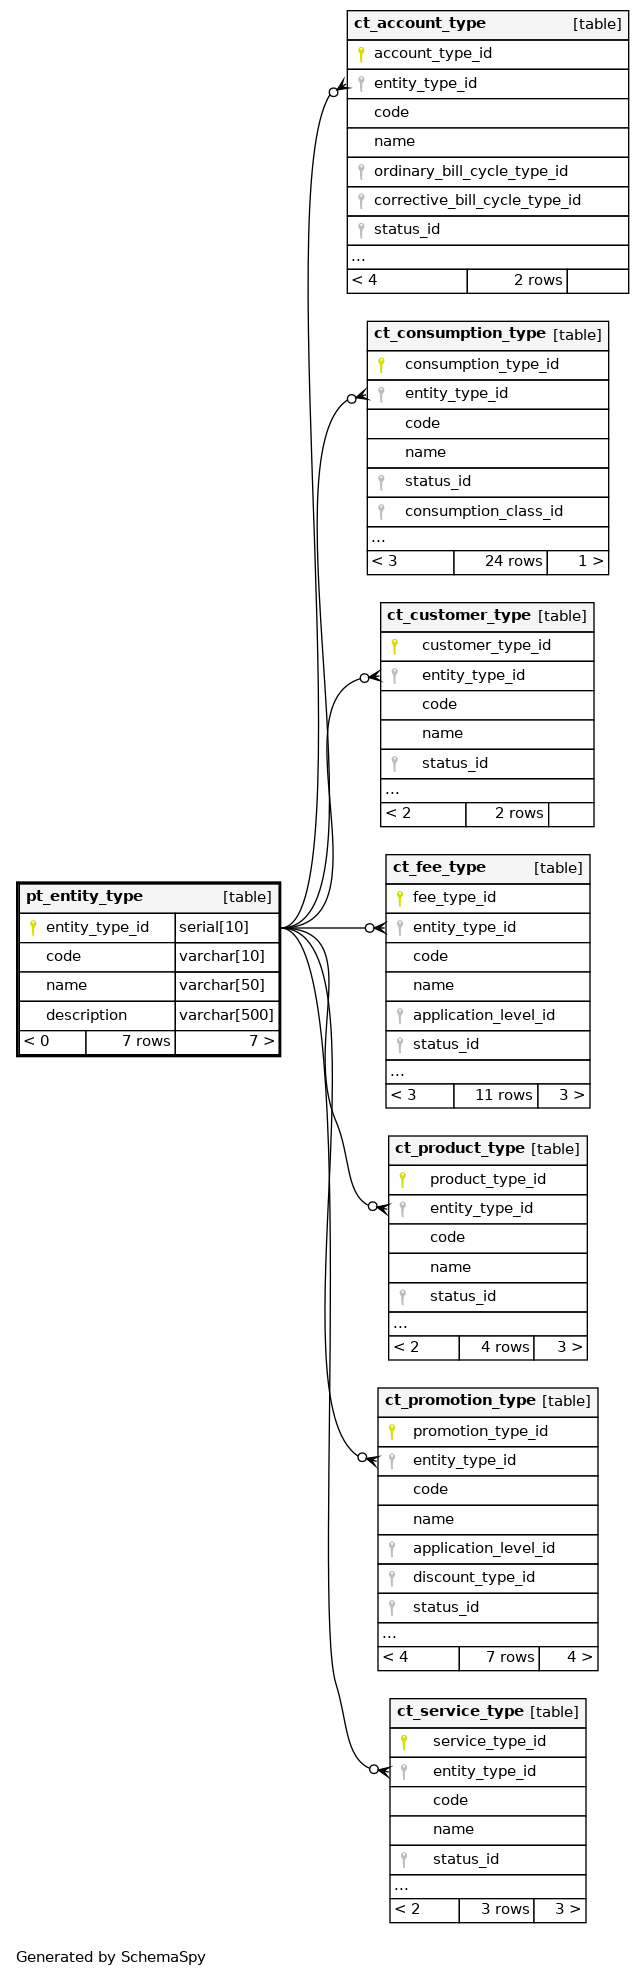 ct_account_type [table]
account_type_id
entity_type_id
code
name
ordinary_bill_cycle_type_id
corrective_bill_cycle_type_id
status_id
...
< 4 2 rows
ct_consumption_type [table]
consumption_type_id
entity_type_id
code
name
status_id
consumption_class_id
...
< 3 24 rows 1 >
ct_customer_type [table]
customer_type_id
entity_type_id
code
name
status_id
...
< 2 2 rows
pt_entity_type [table]
entity_type_id serial[10]
code varchar[10]
name varchar[50]
description varchar[500]
< 0 7 rows 7 >
ct_fee_type [table]
fee_type_id
entity_type_id
code
name
application_level_id
status_id
...
< 3 11 rows 3 >
ct_product_type [table]
product_type_id
entity_type_id
code
name
status_id
...
< 2 4 rows 3 >
ct_promotion_type [table]
promotion_type_id
entity_type_id
code
name
application_level_id
discount_type_id
status_id
...
< 4 7 rows 4 >
ct_service_type [table]
service_type_id
entity_type_id
code
name
status_id
...
< 2 3 rows 3 >
Generated by SchemaSpy